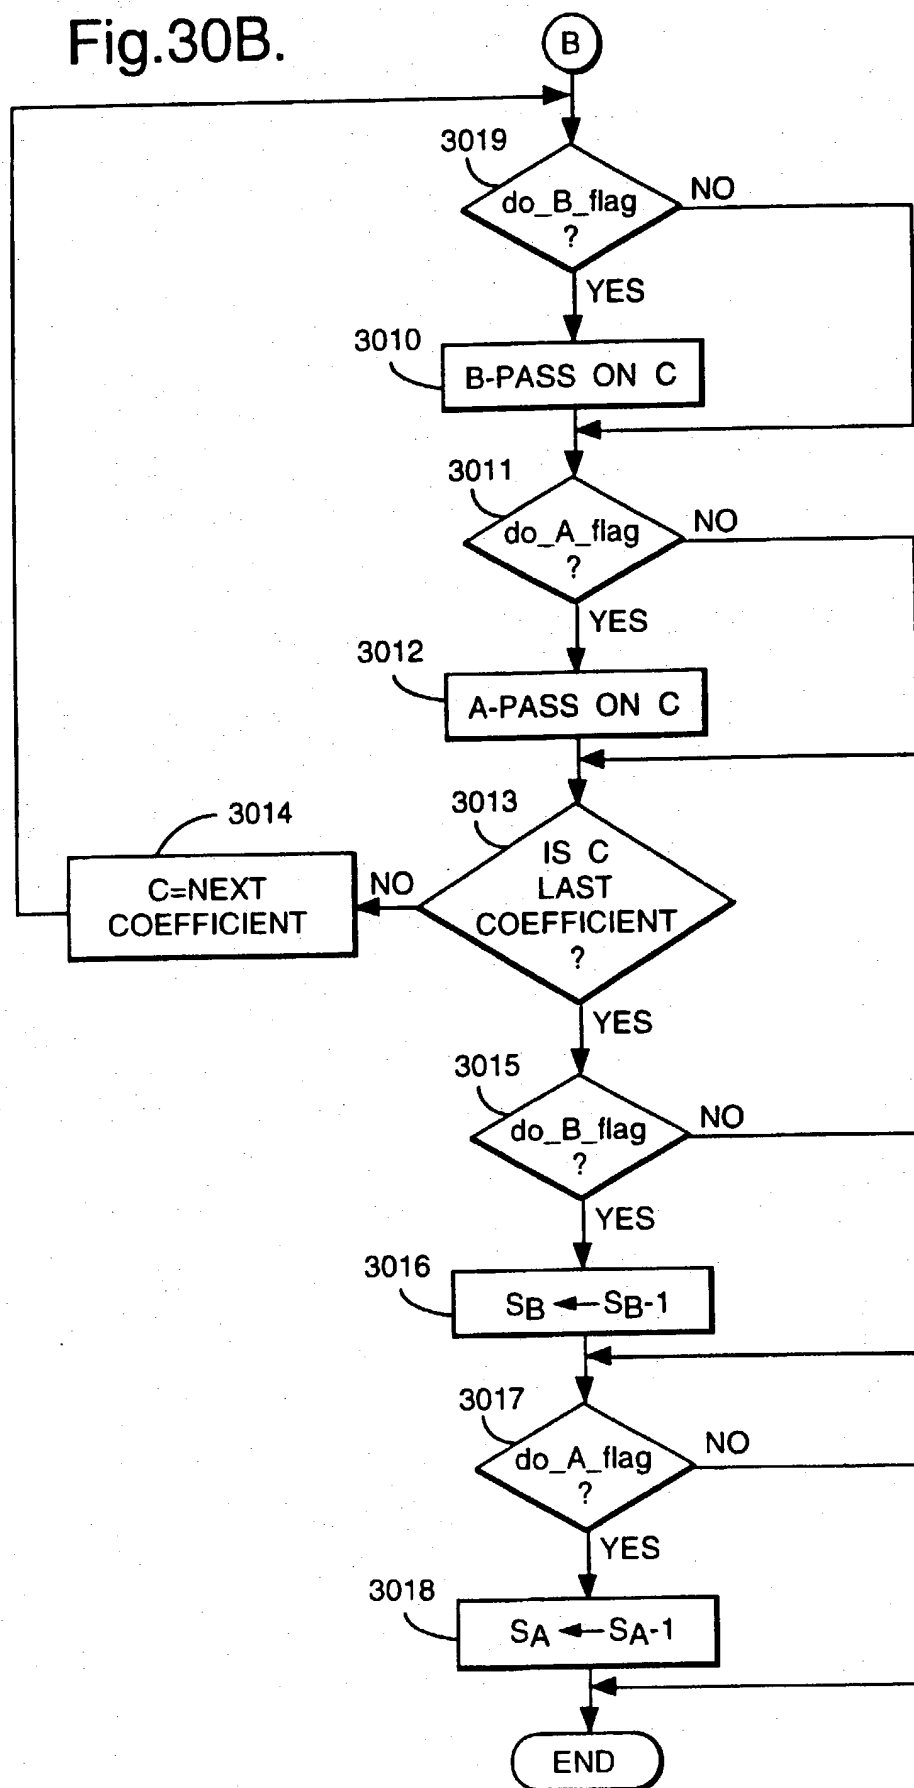 Fig.30B.
B
3019
do_B_flag
?
NO
YES
3010
B-PASS ON C
3011
do_A_flag
?
NO
YES
3012
A-PASS ON C
3013
IS C
LAST
COEFFICIENT
?
NO
3014
C=NEXT
COEFFICIENT
YES
3015
do_B_flag
?
NO
YES
3016
SB ← SB-1
3017
do_A_flag
?
NO
YES
3018
SA ← SA-1
END